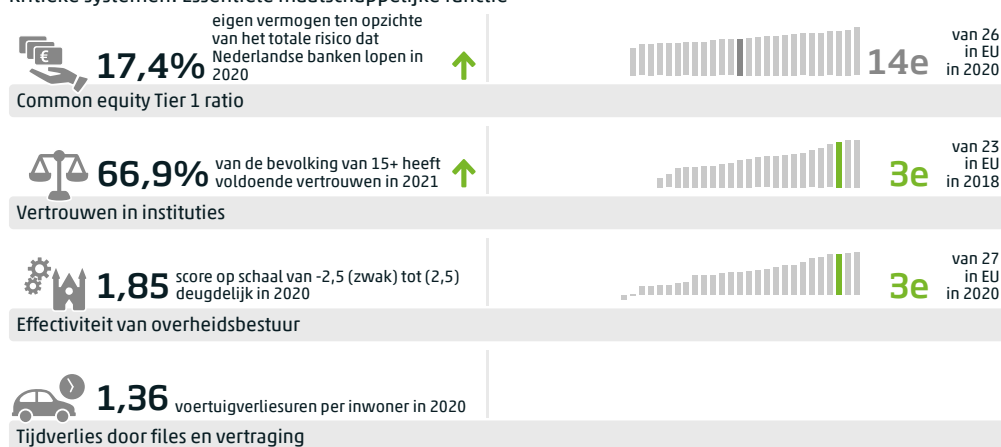 Kritieke systemen: Essentiële maatschappelijke functie
17,4%
eigen vermogen ten opzichte
van het totale risico dat
Nederlandse banken lopen in
2020
14e
van 26
in EU
in 2020
Common equity Tier 1 ratio
66,9%
van de bevolking van 15+ heeft
voldoende vertrouwen in 2021
3e
van 23
in EU
in 2018
Vertrouwen in instituties
1,85
score op schaal van -2,5 (zwak) tot (2,5)
deugdelijk in 2020
3e
van 27
in EU
in 2020
Effectiviteit van overheidsbestuur
1,36
voertuigverliesuren per inwoner in 2020
Tijdverlies door files en vertraging